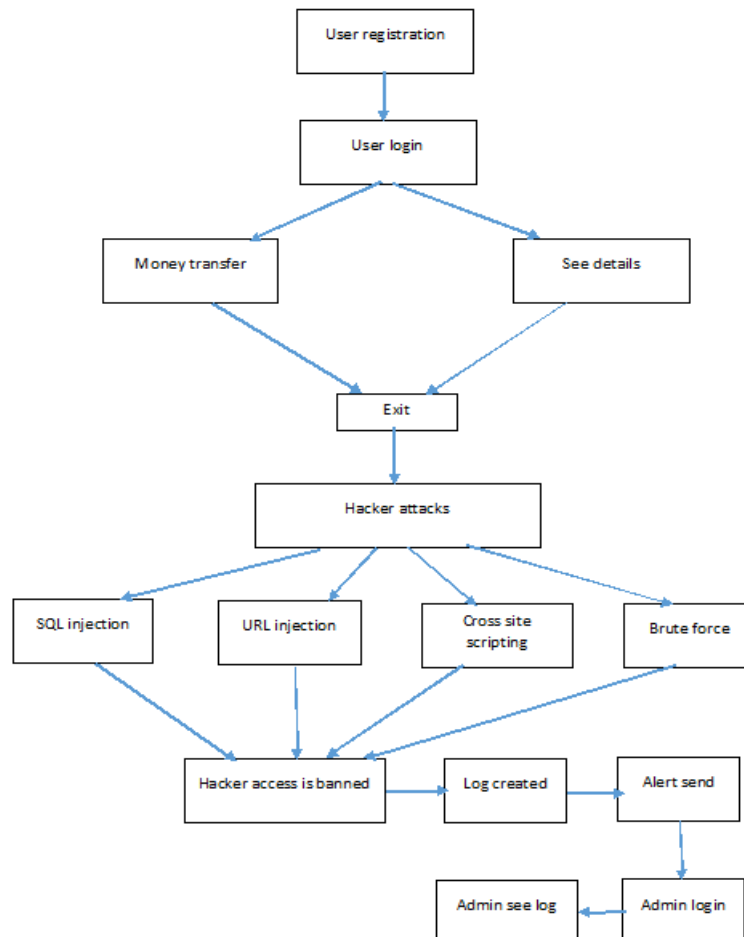 User registration
User login
Money transfer
See details
Exit
Hacker attacks
SQL injection
URL injection
Cross site
scripting
Brute force
Hacker access is banned
Log created
Alert send
Admin see log
Admin login